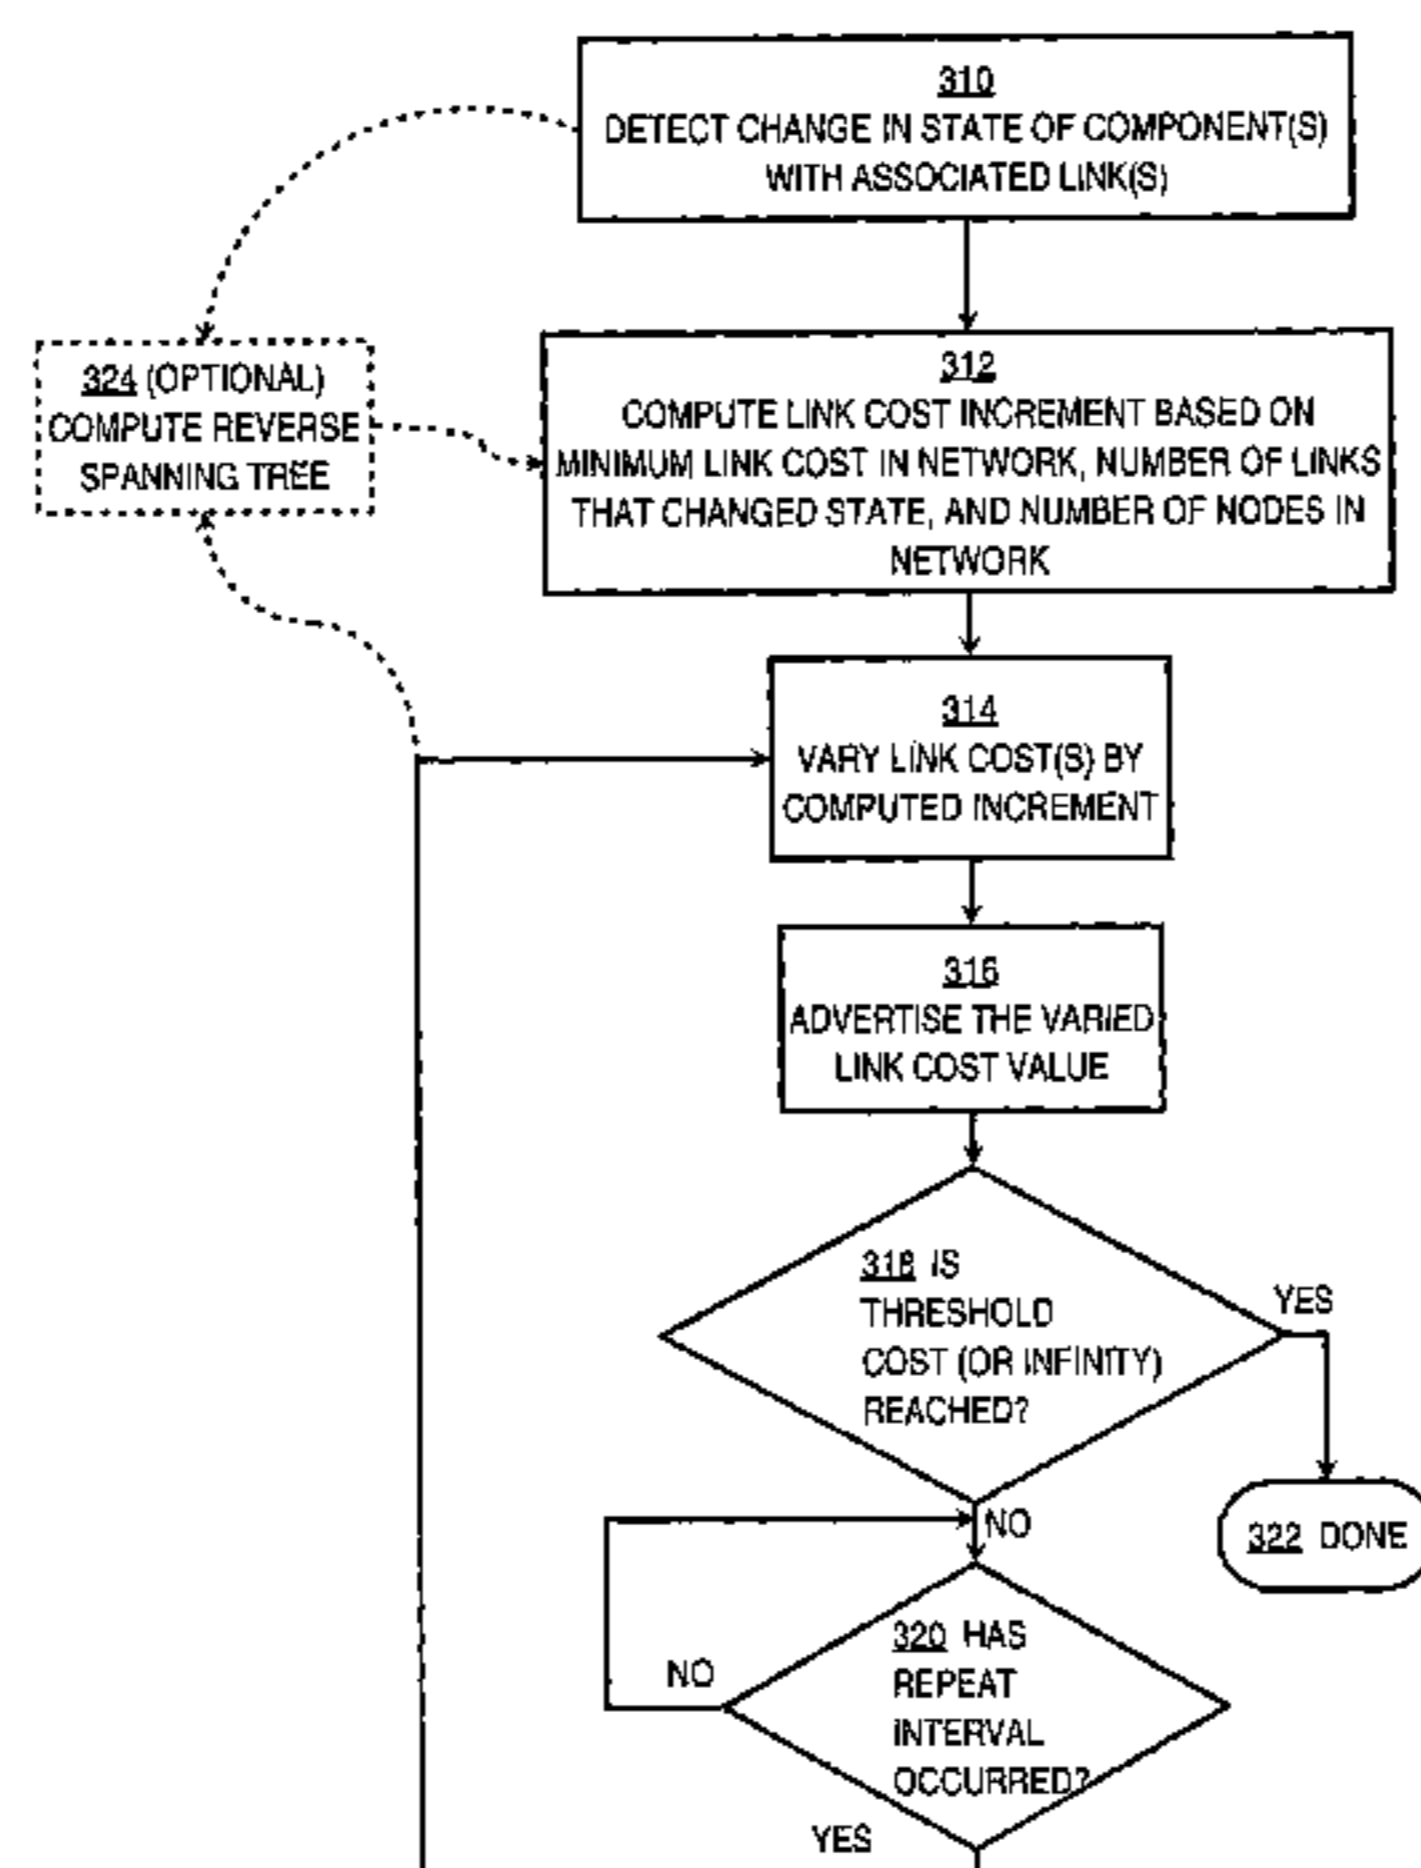 310
DETECT CHANGE IN STATE OF COMPONENT(S)
WITH ASSOCIATED LINK(S)
324 (OPTIONAL)
COMPUTE REVERSE
SPANNING TREE
312
COMPUTE LINK COST INCREMENT BASED ON
MINIMUM LINK COST IN NETWORK, NUMBER OF LINKS
THAT CHANGED STATE, AND NUMBER OF NODES IN
NETWORK
314
VARY LINK COST(S) BY
COMPUTED INCREMENT
316
ADVERTISE THE VARIED
LINK COST VALUE
318 IS
THRESHOLD
COST (OR INFINITY)
REACHED?
YES
NO
322 DONE
320 HAS
REPEAT
INTERVAL
OCCURRED?
NO
YES